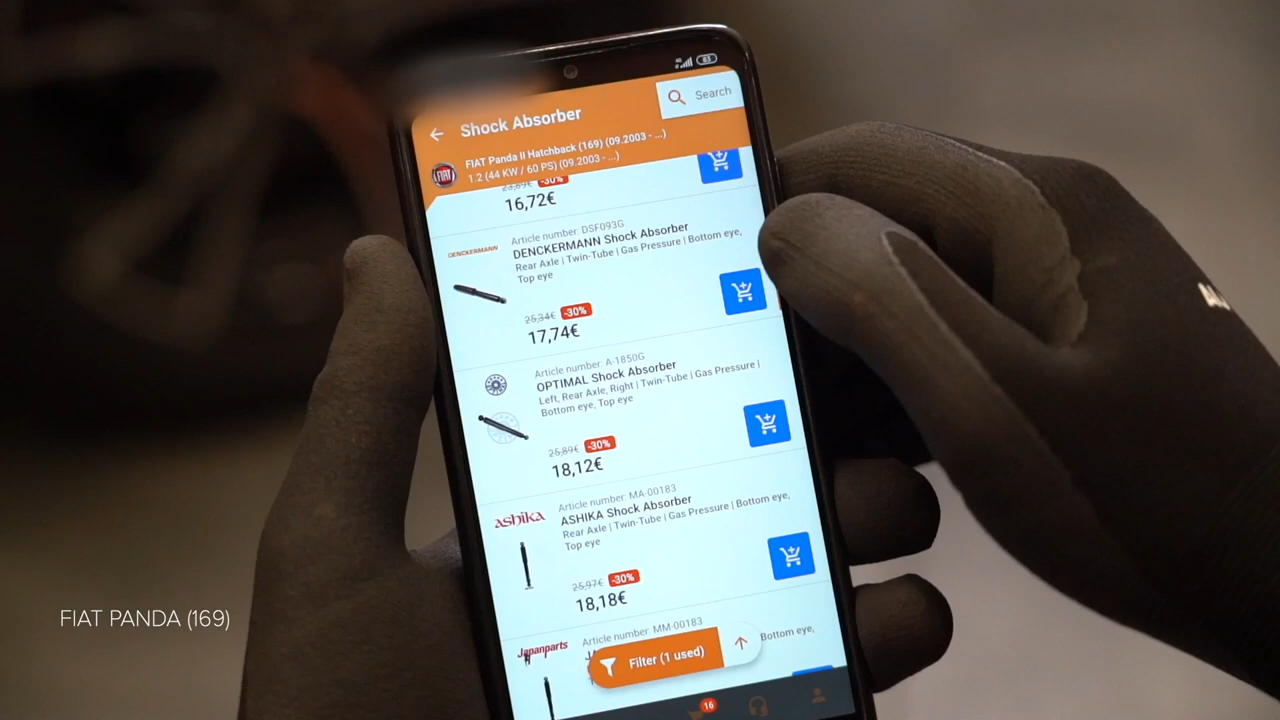 83
Search
Shock Absorber
FIAT
FIAT Panda II Hatchback (169) (09.2003 - ...)
1.2 (44 KW / 60 PS) (09.2003 - ...)
23,89€ -30%
16,72€
Article number: DSF093G
DENCKERMANN
DENCKERMANN Shock Absorber
Rear Axle | Twin-Tube | Gas Pressure | Bottom eye,
Top eye
25,34€ -30%
17,74€
Article number: A-1850G
OPTIMAL Shock Absorber
Left, Rear Axle, Right | Twin-Tube | Gas Pressure |
Bottom eye, Top eye
25,89€ -30%
18,12€
Article number: MA-00183
ashika
ASHIKA Shock Absorber
Rear Axle | Twin-Tube | Gas Pressure | Bottom eye,
Top eye
25,97€ -30%
18,18€
Article number: MM-00183
Japanparts
Bottom eye,
Filter (1 used)
16
FIAT PANDA (169)